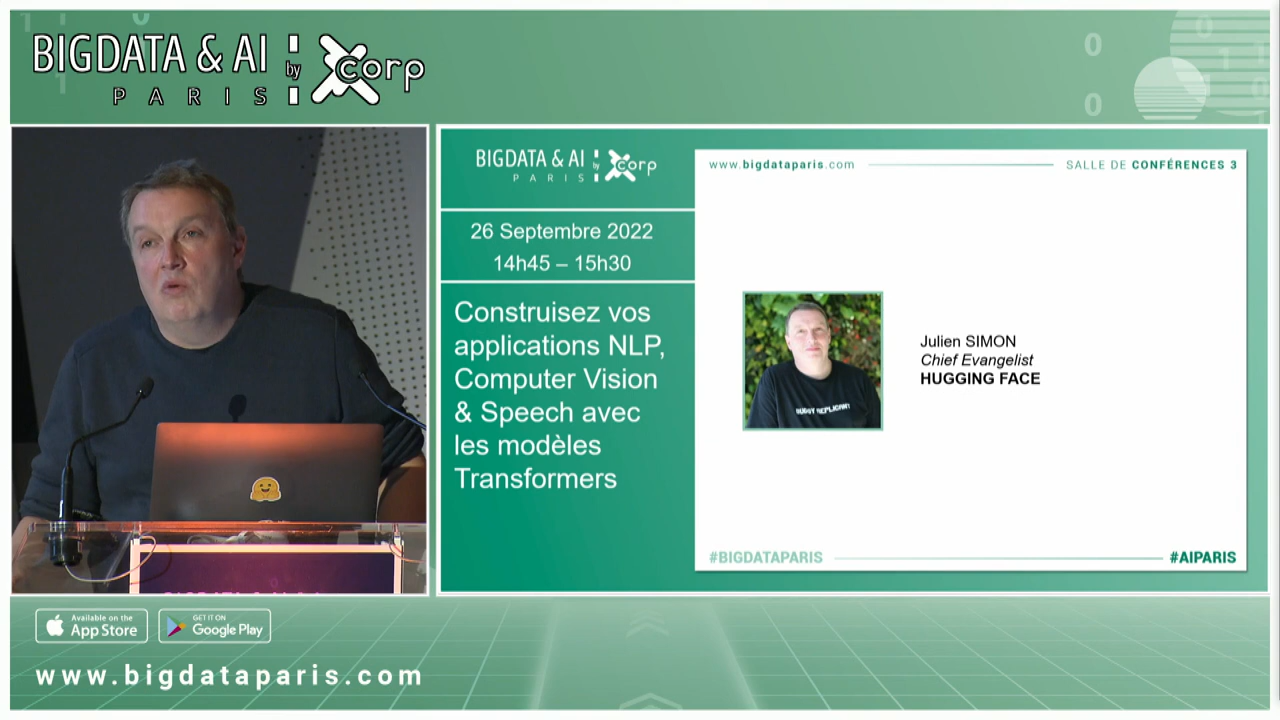 BIGDATA & AI by corp
PARIS
BIGDATA & AI by corp
PARIS
26 Septembre 2022
14h45 – 15h30
Construisez vos
applications NLP,
Computer Vision
& Speech avec
les modèles
Transformers
www.bigdataparis.com
SALLE DE CONFÉRENCES 3
Julien SIMON
Chief Evangelist
HUGGING FACE
#BIGDATAPARIS
#AIPARIS
Available on the
App Store
GET IT ON
Google Play
www.bigdataparis.com